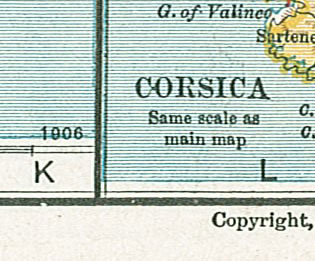 G. of Valinco
Sartene
CORSICA
Same scale as
main map
C.
C.
1906
K
L
Copyright,